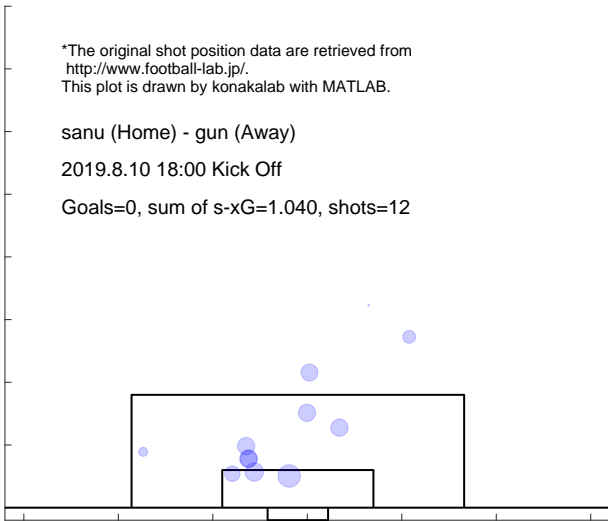 *The original shot position data are retrieved from
http://www.football-lab.jp/.
This plot is drawn by konakalab with MATLAB.
sanu (Home) - gun (Away)
2019.8.10 18:00 Kick Off
Goals=0, sum of s-xG=1.040, shots=12